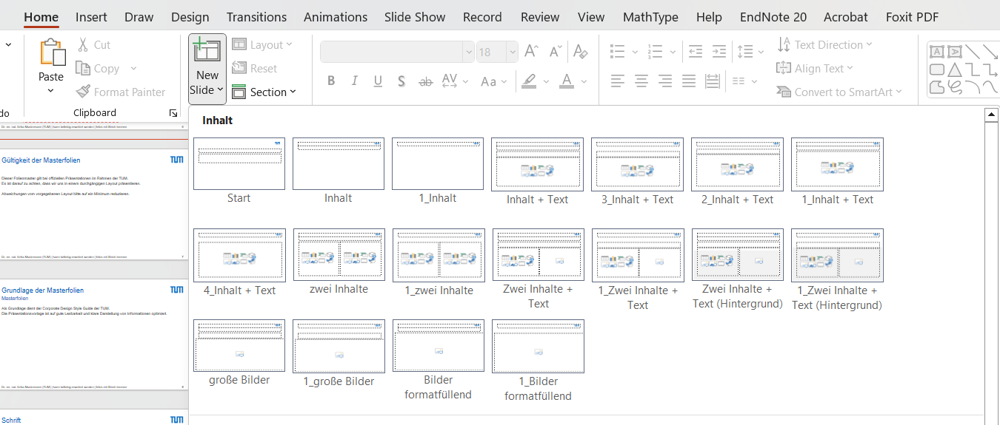 Home Insert Draw Design Transitions Animations Slide Show Record Review View MathType Help EndNote 20 Acrobat Foxit PDF
Paste
Cut
Copy
Format Painter
Clipboard
do
New
Slide
Layout
Reset
Section
18
B I U S ab AV Aa A
Text Direction
Align Text
Convert to SmartArt
Inhalt
Start
Inhalt
1_Inhalt
Inhalt + Text
3_Inhalt + Text
2_Inhalt + Text
1_Inhalt + Text
4_Inhalt + Text
zwei Inhalte
1_zwei Inhalte
Zwei Inhalte +
Text
1_Zwei Inhalte +
Text
Zwei Inhalte +
Text (Hintergrund)
1_Zwei Inhalte +
Text (Hintergrund)
große Bilder
1_große Bilder
Bilder
formatfüllend
1_Bilder
formatfüllend
Gültigkeit der Masterfolien
TUM
Dieser Folienmaster gilt bei offiziellen Präsentationen im Rahmen der TUM.
Es ist darauf zu achten, dass wir uns in einem durchgängigen Layout präsentieren.
Abweichungen vom vorgegebenen Layout bitte auf ein Minimum reduzieren.
7
Grundlage der Masterfolien
TUM
Masterfolien
Als Grundlage dient der Corporate Design Style Guide der TUM.
Die Präsentationsvorlage ist auf gute Lesbarkeit und klare Darstellung von Informationen optimiert.
8
Schrift
TUM